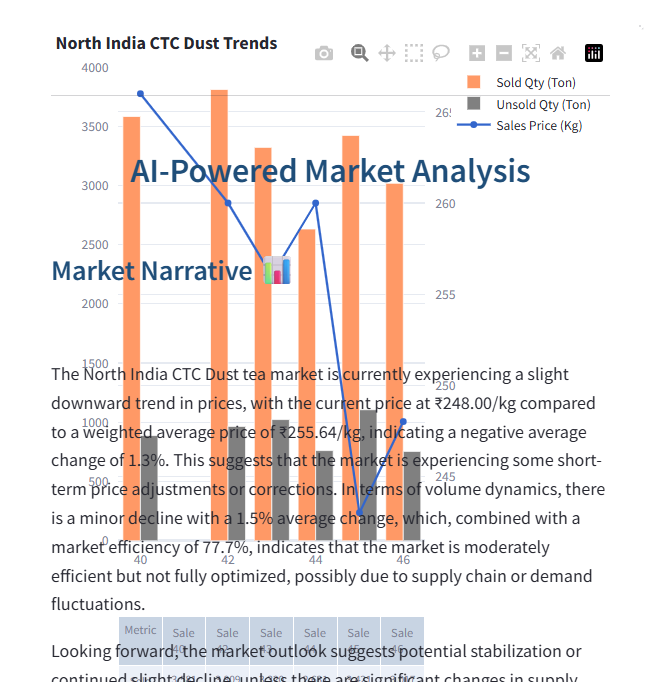 North India CTC Dust Trends
4000
Sold Qty (Ton)
Unsold Qty (Ton)
Sales Price (Kg)
265
3500
AI-Powered Market Analysis
3000
260
2500
Market Narrative
2000
255
1500
The North India CTC Dust tea market is currently experiencing a slight
250
downward trend in prices, with the current price at ₹248.00/kg compared
1000
to a weighted average price of ₹255.64/kg, indicating a negative average
change of 1.3%. This suggests that the market is experiencing some short-
245
500
term price adjustments or corrections. In terms of volume dynamics, there
is a minor decline with a 1.5% average change, which, combined with a
0
market efficiency of 77.7%, indicates that the market is moderately
40 42 44 46
efficient but not fully optimized, possibly due to supply chain or demand
fluctuations.
Metric Sale Sale Sale Sale Sale Sale
Looking forward, the market outlook suggests potential stabilization or
continued slight decline unless there are significant changes in supply